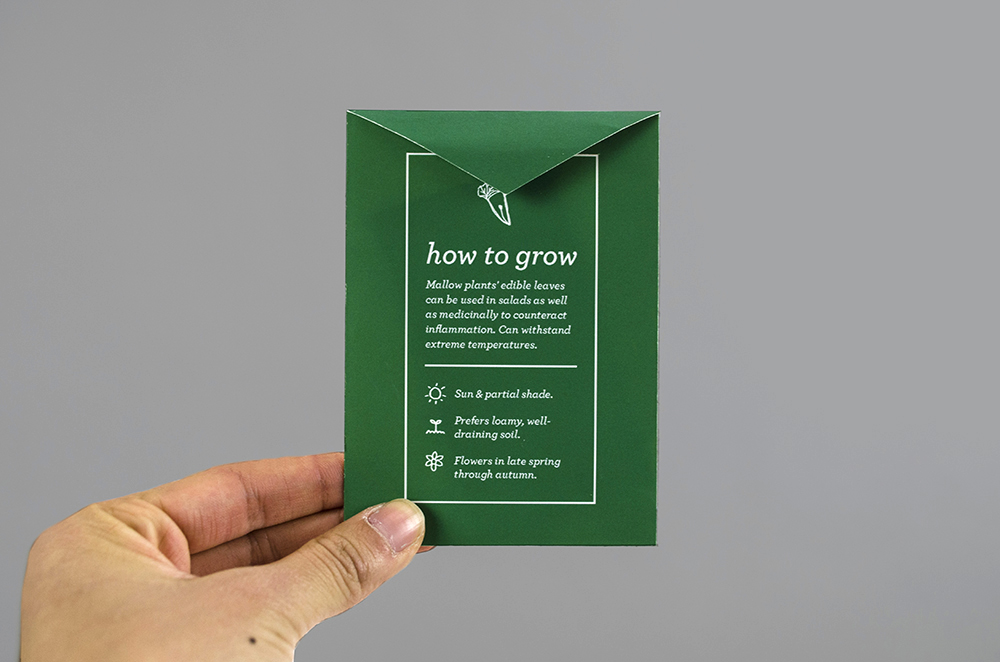 how to grow
Mallow plants' edible leaves
can be used in salads as well
as medicinally to counteract
inflammation. Can withstand
extreme temperatures.
Sun & partial shade.
Prefers loamy, well-
draining soil.
Flowers in late spring
through autumn.